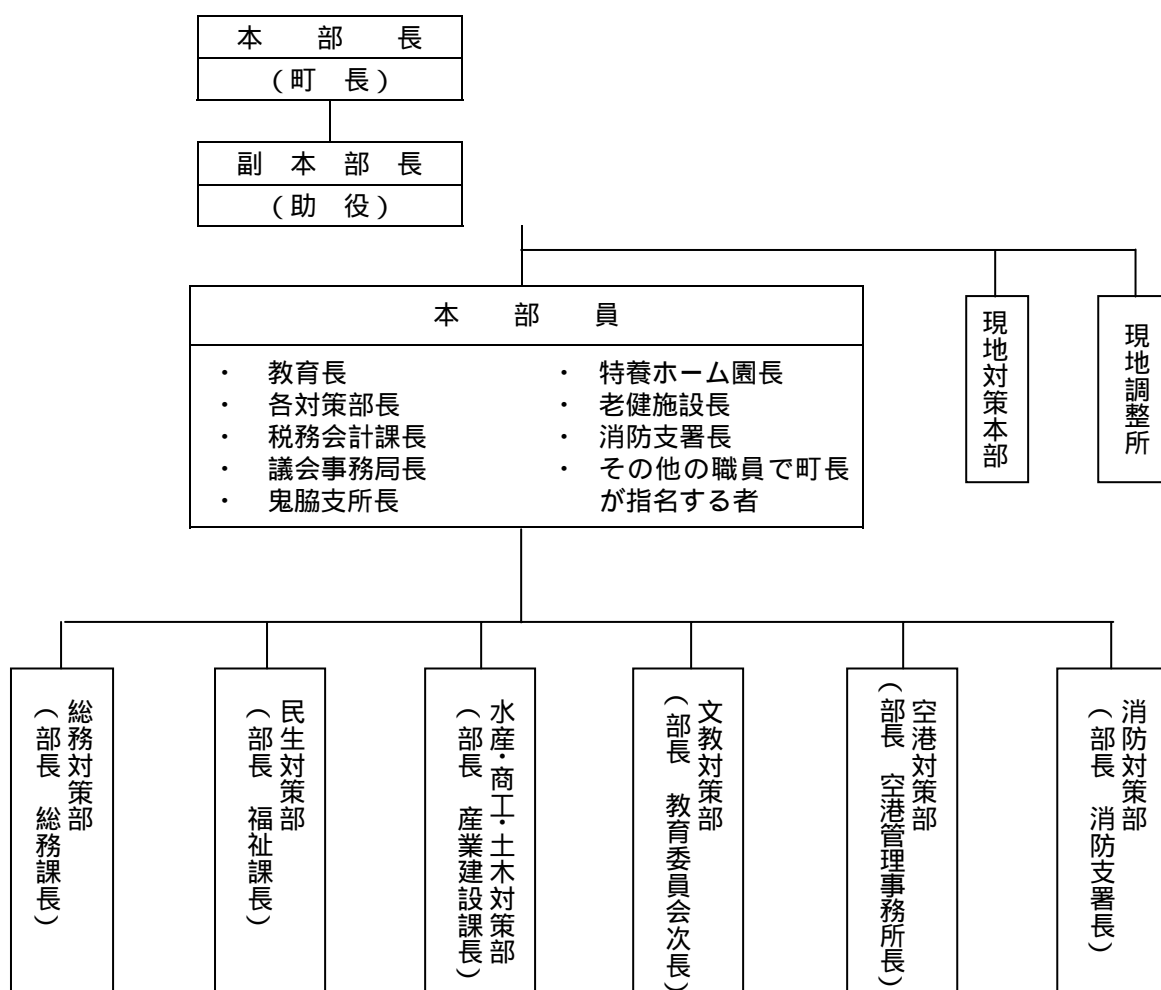 本 部 長
(町 長)
副 本 部 長
(助 役)
本 部 員
・ 教育長
・ 各対策部長
・ 税務会計課長
・ 議会事務局長
・ 鬼脇支所長
・ 特養ホーム園長
・ 老健施設長
・ 消防支署長
・ その他の職員で町長
が指名する者
現地対策本部
現地調整所
総務対策部
(部長 総務課長)
民生対策部
(部長 福祉課長)
水産・商工・土木対策部
(部長 産業建設課長)
文教対策部
(部長 教育委員会次長)
空港対策部
(部長 空港管理事務所長)
消防対策部
(部長 消防支署長)